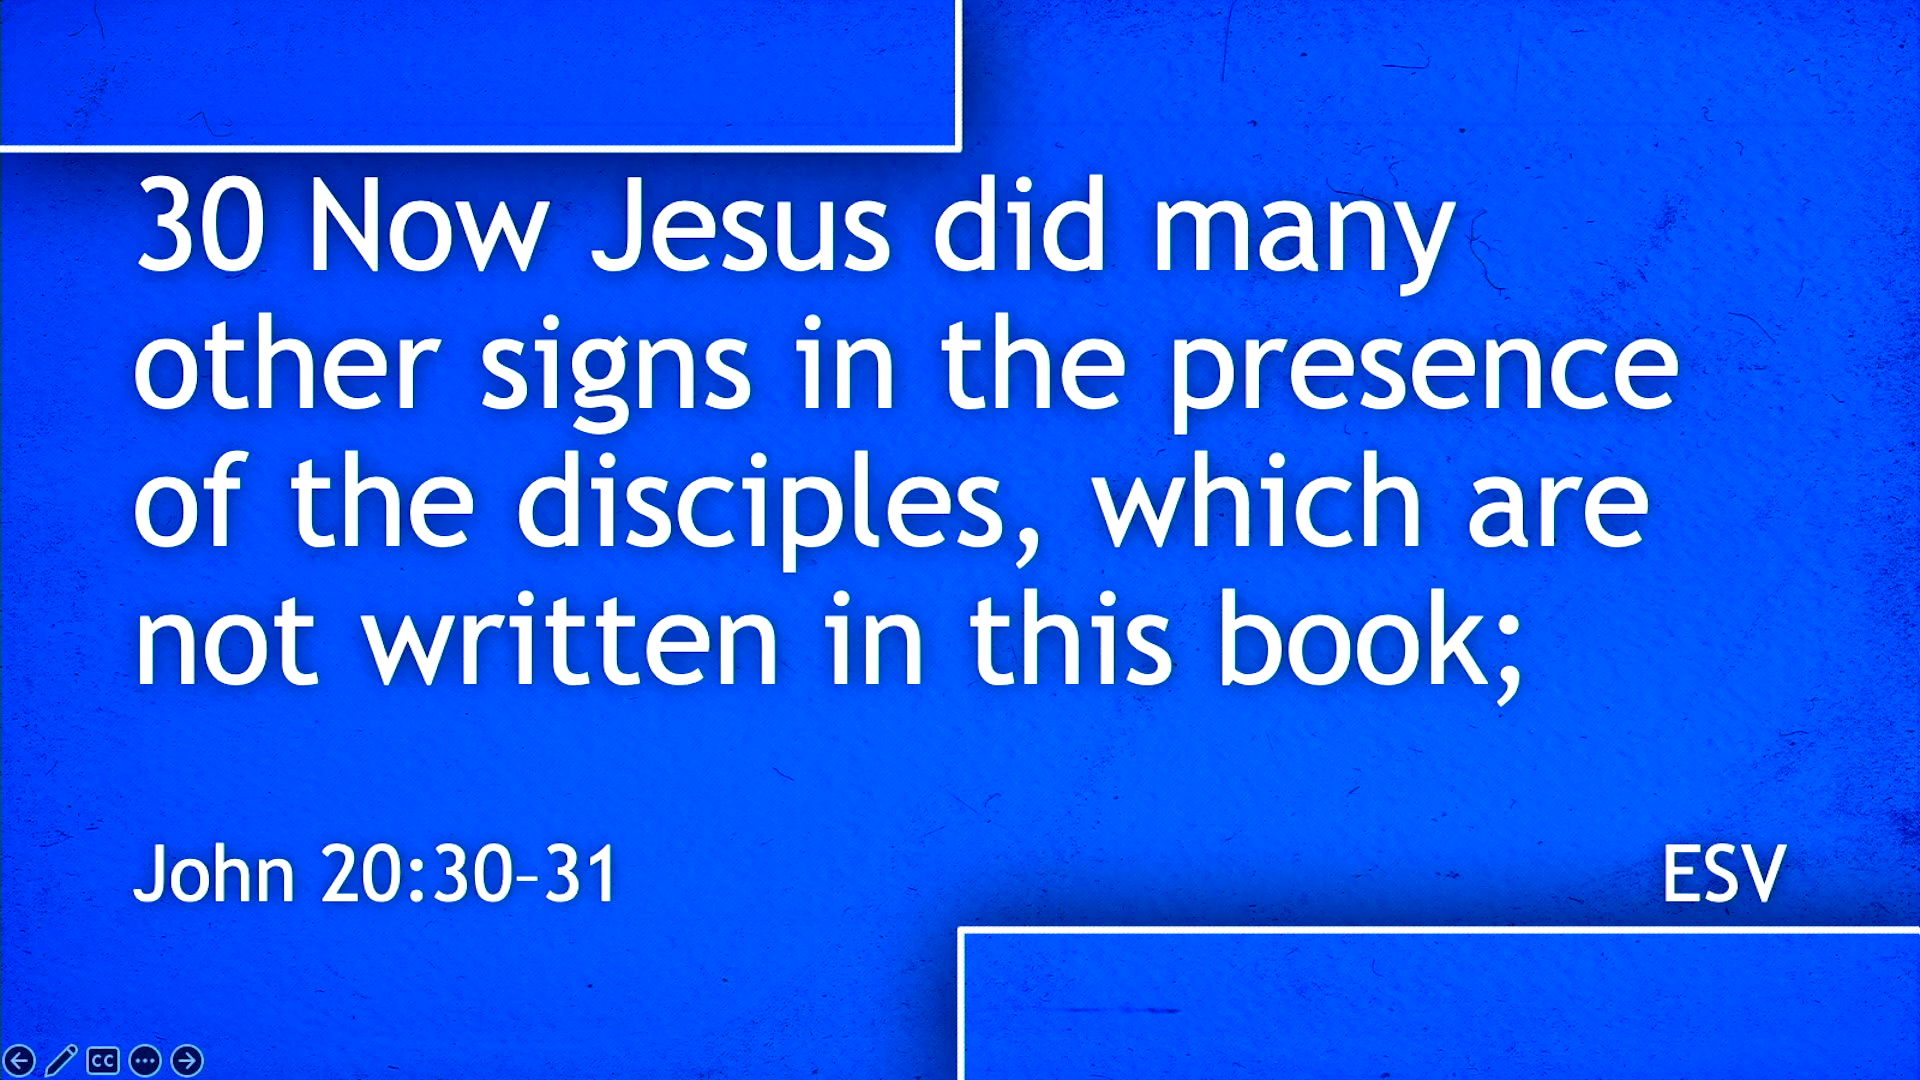 30 Now Jesus did many
other signs in the presence
of the disciples, which are
not written in this book;
John 20:30–31
ESV
CC